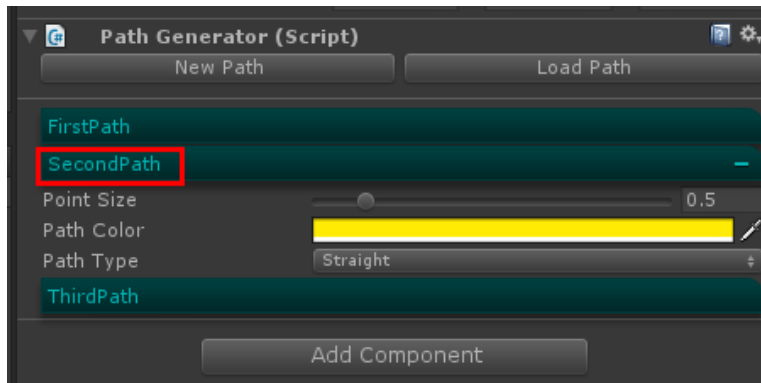 Path Generator (Script)
New Path Load Path
FirstPath
SecondPath
Point Size 0.5
Path Color
Path Type Straight
ThirdPath
Add Component